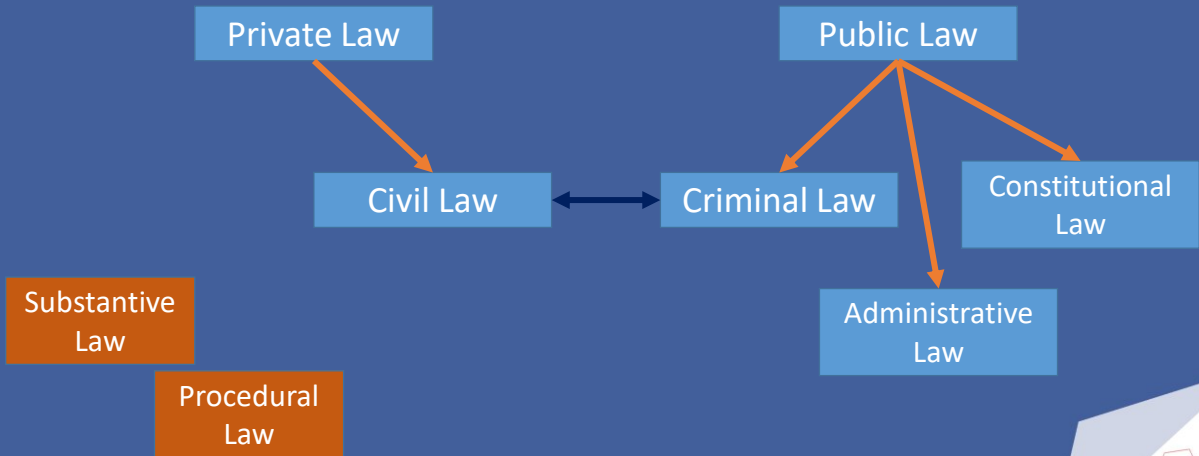 Private Law
Public Law
Civil Law
Criminal Law
Constitutional
Law
Substantive
Law
Administrative
Law
Procedural
Law